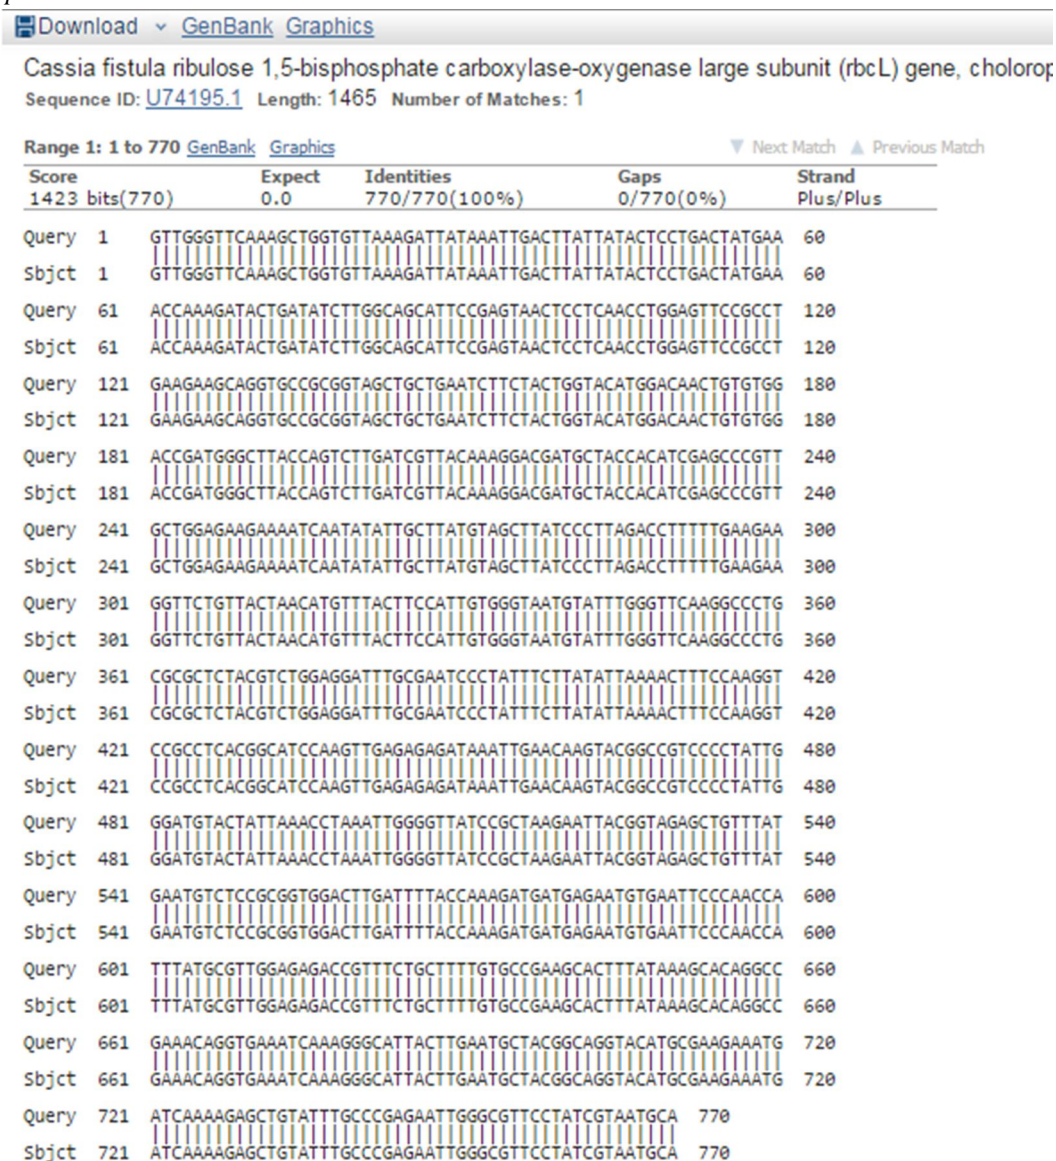 Download GenBank Graphics
Cassia fistula ribulose 1,5-bisphosphate carboxylase-oxygenase large subunit (rbcL) gene, cholorop
Sequence ID: U74195.1 Length: 1465 Number of Matches: 1
Range 1: 1 to 770 GenBank Graphics ▼ Next Match ▲ Previous Match
Score Expect Identities Gaps Strand
1423 bits(770) 0.0 770/770(100%) 0/770(0%) Plus/Plus
Query 1 GTTGGGTTCAAAGCTGGTGTTAAAGATTATAAATTGACTTATTATACTCCTGACTATGAA 60
Sbjct 1 GTTGGGTTCAAAGCTGGTGTTAAAGATTATAAATTGACTTATTATACTCCTGACTATGAA 60
Query 61 ACCAAAGATACTGATATCTTGGCAGCATTCCGAGTAACTCCTCAACCTGGAGTTCCGCCT 120
Sbjct 61 ACCAAAGATACTGATATCTTGGCAGCATTCCGAGTAACTCCTCAACCTGGAGTTCCGCCT 120
Query 121 GAAGAAGCAGGTGCCGCGGTAGCTGCTGAATCTTCTACTGGTACATGGACAACTGTGTGG 180
Sbjct 121 GAAGAAGCAGGTGCCGCGGTAGCTGCTGAATCTTCTACTGGTACATGGACAACTGTGTGG 180
Query 181 ACCGATGGGCTTACCAGTCTTGATCGTTACAAAGGACGATGCTACCACATCGAGCCCGTT 240
Sbjct 181 ACCGATGGGCTTACCAGTCTTGATCGTTACAAAGGACGATGCTACCACATCGAGCCCGTT 240
Query 241 GCTGGAGAAGAAAATCAATATATTGCTTATGTAGCTTATCCCTTAGACCTTTTTGAAGAA 300
Sbjct 241 GCTGGAGAAGAAAATCAATATATTGCTTATGTAGCTTATCCCTTAGACCTTTTTGAAGAA 300
Query 301 GGTTCTGTTACTAACATGTTTACTTCCATTGTGGGTAATGTATTTGGGTTCAAGGCCCTG 360
Sbjct 301 GGTTCTGTTACTAACATGTTTACTTCCATTGTGGGTAATGTATTTGGGTTCAAGGCCCTG 360
Query 361 CGCGCTCTACGTCTGGAGGATTTGCGAATCCCTATTTCTTATATTAAAACTTTCCAAGGT 420
Sbjct 361 CGCGCTCTACGTCTGGAGGATTTGCGAATCCCTATTTCTTATATTAAAACTTTCCAAGGT 420
Query 421 CCGCCTCACGGCATCCAAGTTGAGAGAGATAAATTGAACAAGTACGGCCGTCCCCTATTG 480
Sbjct 421 CCGCCTCACGGCATCCAAGTTGAGAGAGATAAATTGAACAAGTACGGCCGTCCCCTATTG 480
Query 481 GGATGTACTATTAAACCTAAATTGGGGTTATCCGCTAAGAATTACGGTAGAGCTGTTTAT 540
Sbjct 481 GGATGTACTATTAAACCTAAATTGGGGTTATCCGCTAAGAATTACGGTAGAGCTGTTTAT 540
Query 541 GAATGTCTCCGCGGTGGACTTGATTTTACCAAAGATGATGAGAATGTGAATTCCCAACCA 600
Sbjct 541 GAATGTCTCCGCGGTGGACTTGATTTTACCAAAGATGATGAGAATGTGAATTCCCAACCA 600
Query 601 TTTATGCGTTGGAGAGACCGTTTCTGCTTTTGTGCCGAAGCACTTTATAAAGCACAGGCC 660
Sbjct 601 TTTATGCGTTGGAGAGACCGTTTCTGCTTTTGTGCCGAAGCACTTTATAAAGCACAGGCC 660
Query 661 GAAACAGGTGAAATCAAAGGGCATTACTTGAATGCTACGGCAGGTACATGCGAAGAAATG 720
Sbjct 661 GAAACAGGTGAAATCAAAGGGCATTACTTGAATGCTACGGCAGGTACATGCGAAGAAATG 720
Query 721 ATCAAAAGAGCTGTATTTGCCCGAGAATTGGGCGTTCCTATCGTAATGCA 770
Sbjct 721 ATCAAAAGAGCTGTATTTGCCCGAGAATTGGGCGTTCCTATCGTAATGCA 770